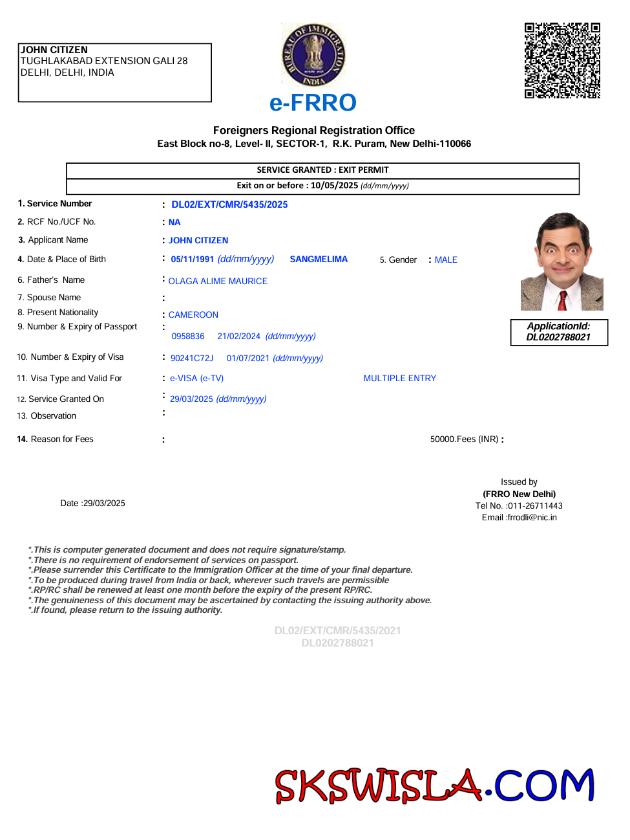 JOHN CITIZEN
TUGHLAKABAD EXTENSION GALI 28
DELHI, DELHI, INDIA
BUREAU OF IMMIGRATION
INDIA
e-FRRO
Foreigners Regional Registration Office
East Block no-8, Level- II, SECTOR-1, R.K. Puram, New Delhi-110066
SERVICE GRANTED : EXIT PERMIT
Exit on or before : 10/05/2025 (dd/mm/yyyy)
1. Service Number : DL02/EXT/CMR/5435/2025
2. RCF No./UCF No. : NA
3. Applicant Name : JOHN CITIZEN
4. Date & Place of Birth : 05/11/1991 (dd/mm/yyyy) SANGMELIMA 5. Gender : MALE
6. Father's Name : OLAGA ALIME MAURICE
7. Spouse Name :
8. Present Nationality : CAMEROON
9. Number & Expiry of Passport :
0958836 21/02/2024 (dd/mm/yyyy)
ApplicationId:
DL0202788021
10. Number & Expiry of Visa : 90241C72J 01/07/2021 (dd/mm/yyyy)
11. Visa Type and Valid For : e-VISA (e-TV) MULTIPLE ENTRY
12. Service Granted On : 29/03/2025 (dd/mm/yyyy)
13. Observation :
14. Reason for Fees : 50000.Fees (INR) :
Issued by
(FRRO New Delhi)
Date :29/03/2025
Tel No. :011-26711443
Email :frrodli@nic.in
*.This is computer generated document and does not require signature/stamp.
*.There is no requirement of endorsement of services on passport.
*.Please surrender this Certificate to the Immigration Officer at the time of your final departure.
*.To be produced during travel from India or back, wherever such travels are permissible
*.RP/RC shall be renewed at least one month before the expiry of the present RP/RC.
*.The genuineness of this document may be ascertained by contacting the issuing authority above.
*.If found, please return to the issuing authority.
DL02/EXT/CMR/5435/2021
DL0202788021
SKSWISLA.COM